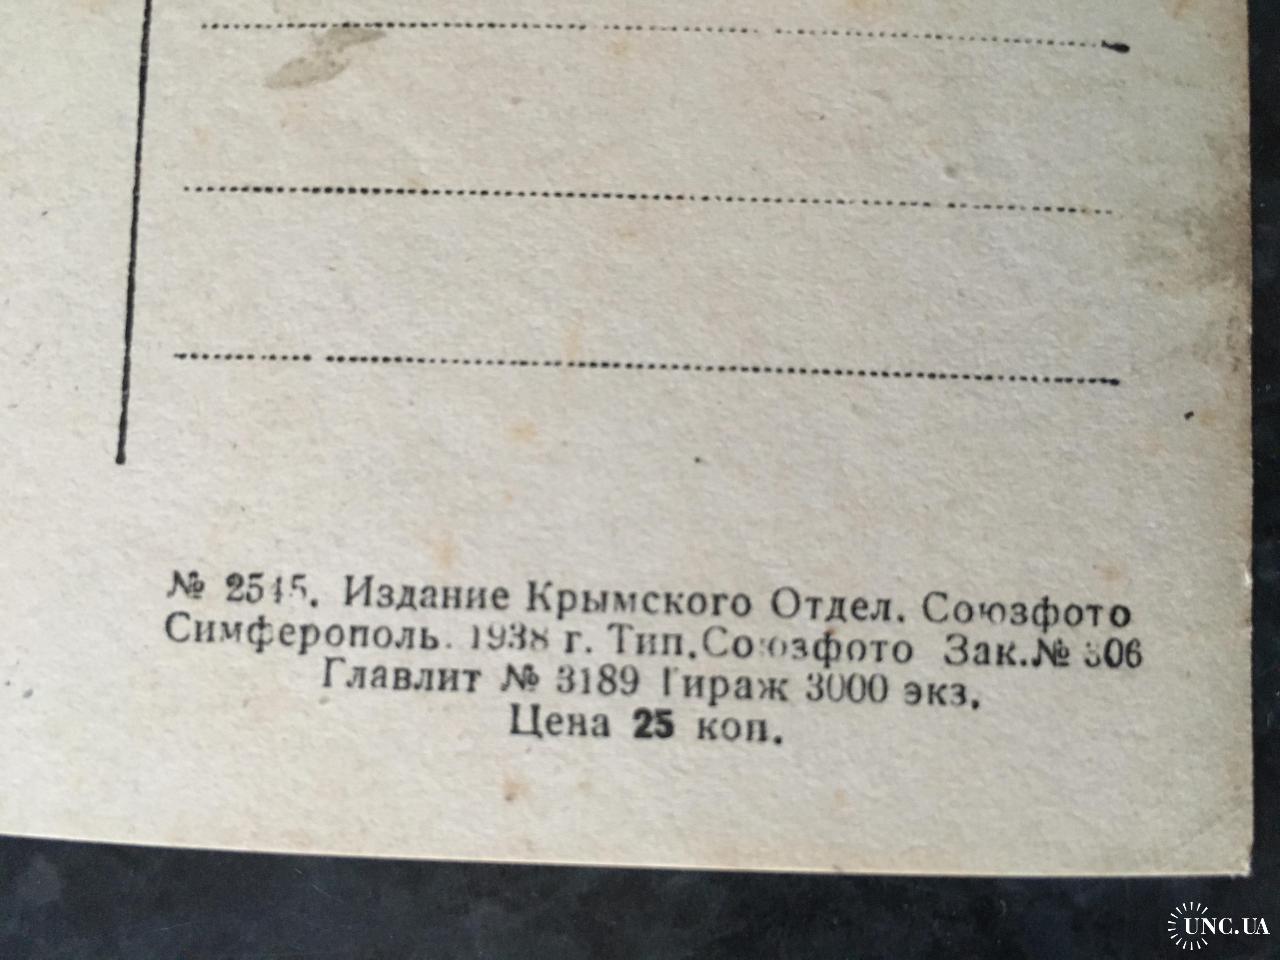 № 2545. Издание Крымского Отдел. Союзфото
Симферополь. 1938 г. Тип.Союзфото Зак.№ 306
Главлит № 3189 Тираж 3000 экз.
Цена 25 коп.
UNC.UA